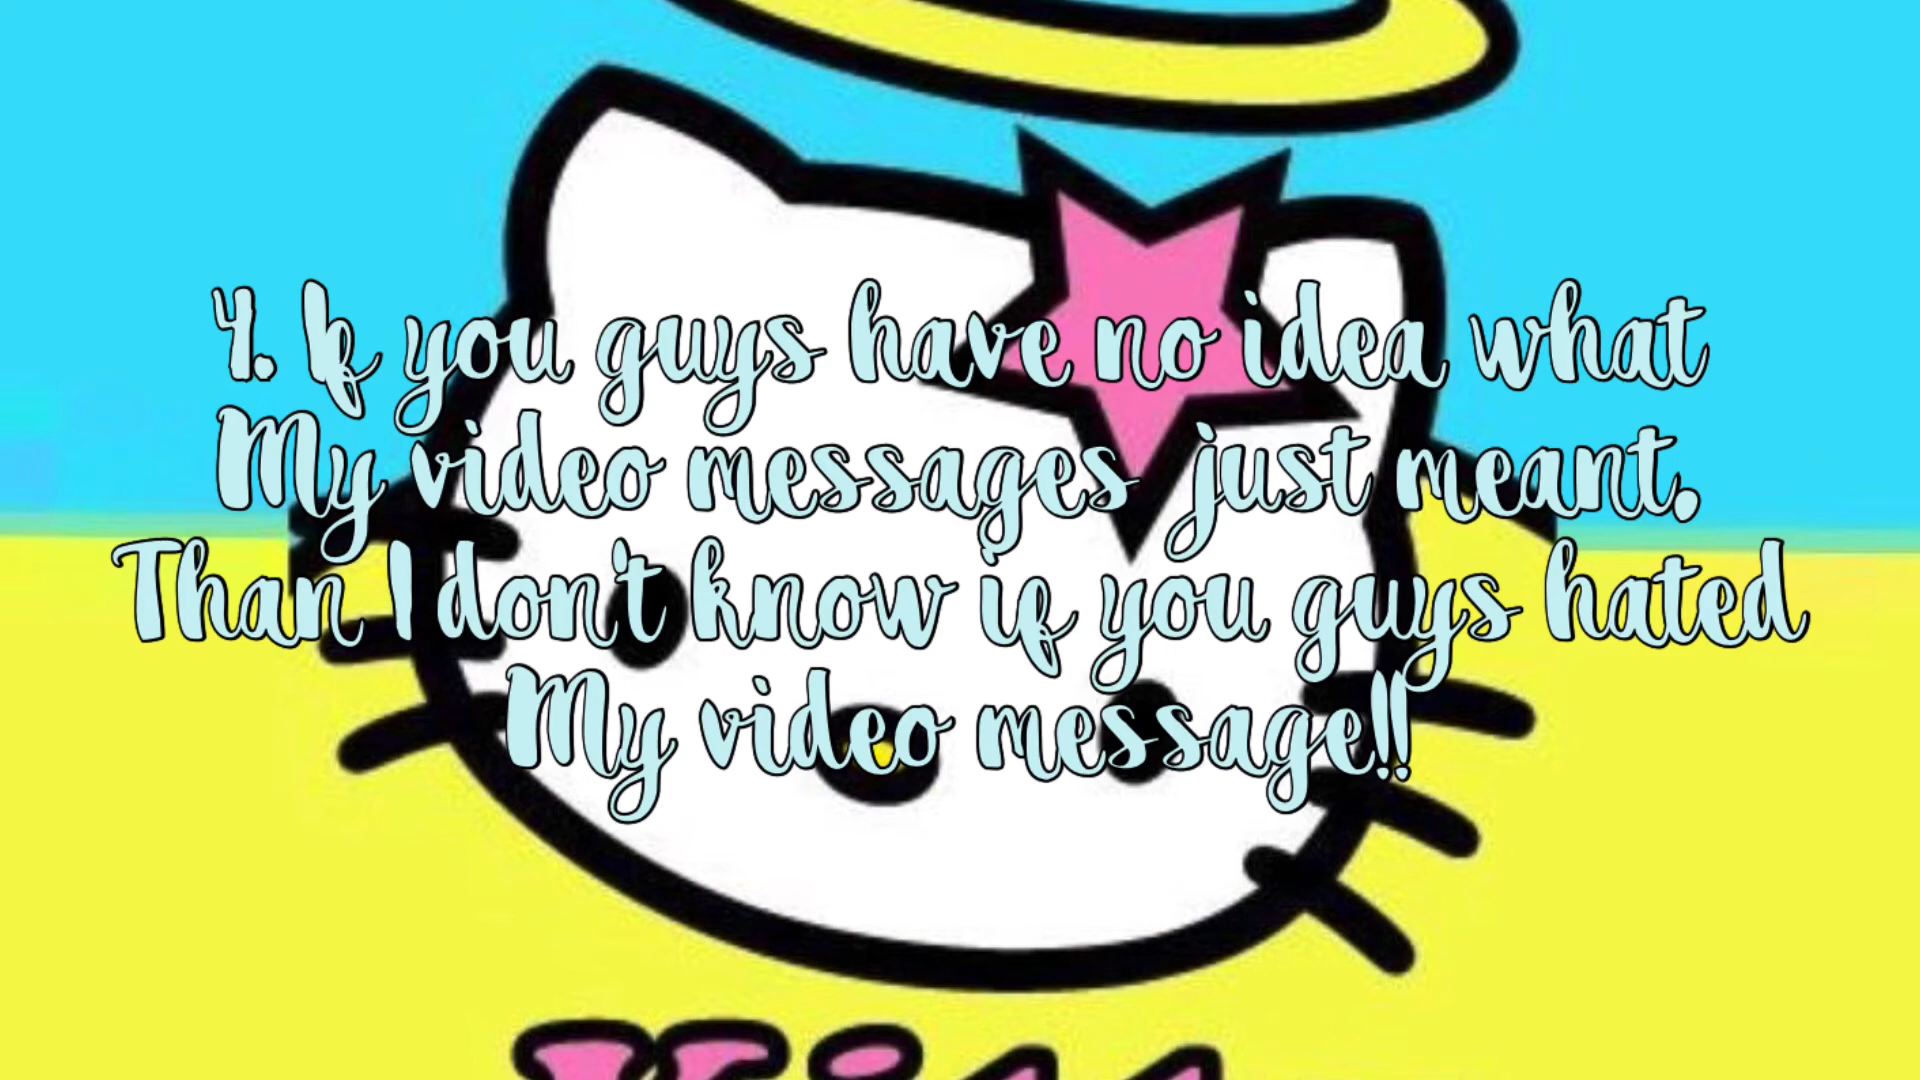 4. If you guys have no idea what
My video messages just meant.
Than I don't know if you guys hated
My video message!!